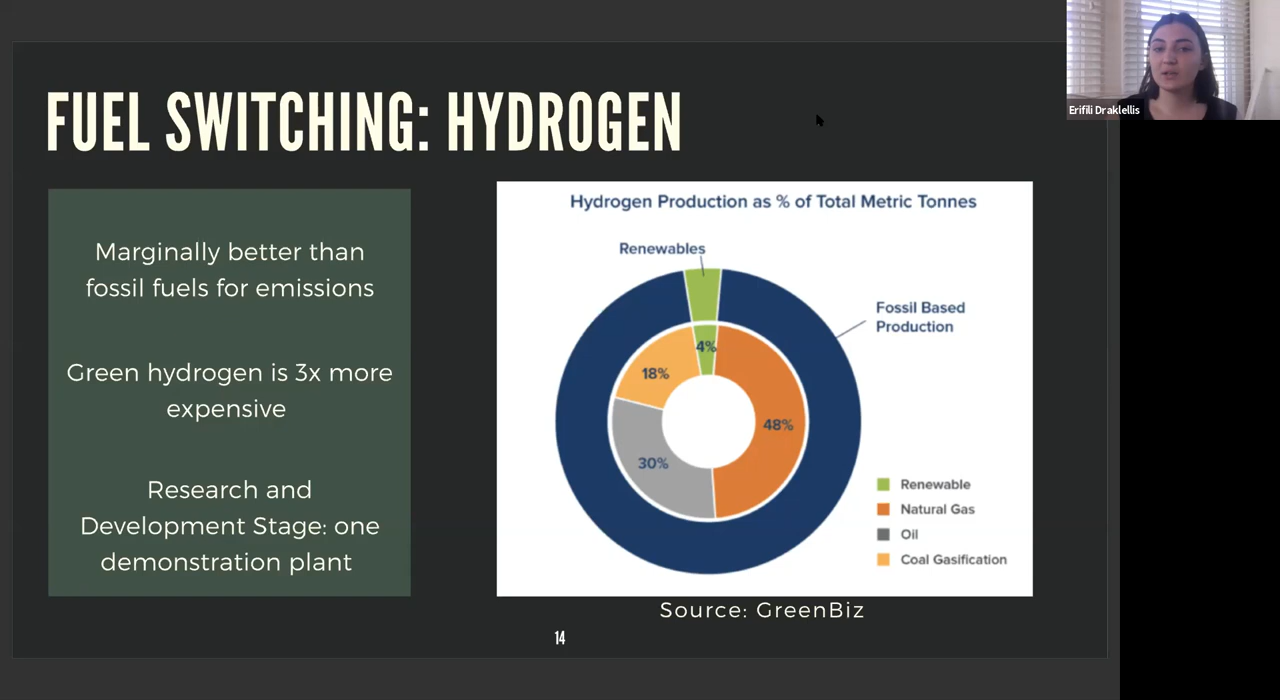 FUEL SWITCHING: HYDROGEN
Erifili Draklellis
Marginally better than
fossil fuels for emissions
Green hydrogen is 3x more
expensive
Research and
Development Stage: one
demonstration plant
Hydrogen Production as % of Total Metric Tonnes
Renewables
Fossil Based
Production
4%
18%
48%
30%
Renewable
Natural Gas
Oil
Coal Gasification
Source: GreenBiz
14